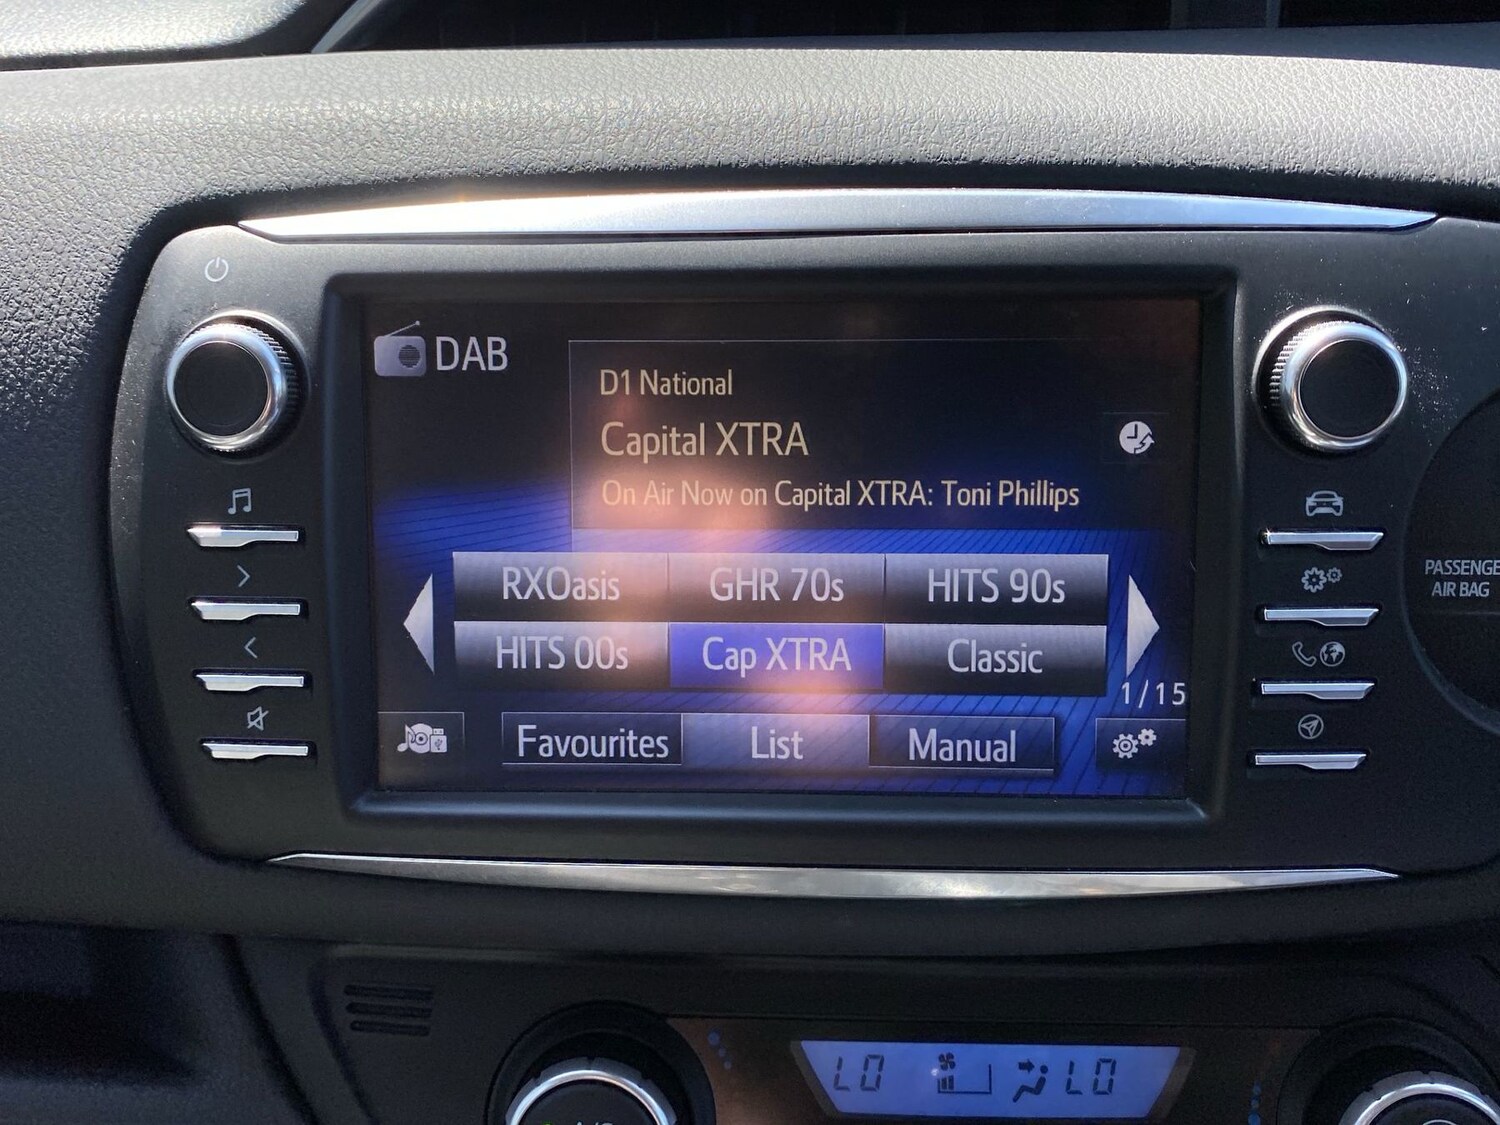 DAB
D1 National
Capital XTRA
On Air Now on Capital XTRA: Toni Phillips
RXOasis GHR 70s HITS 90s
HITS 00s Cap XTRA Classic
1/15
Favourites List Manual
PASSENGE
AIR BAG
LO LO